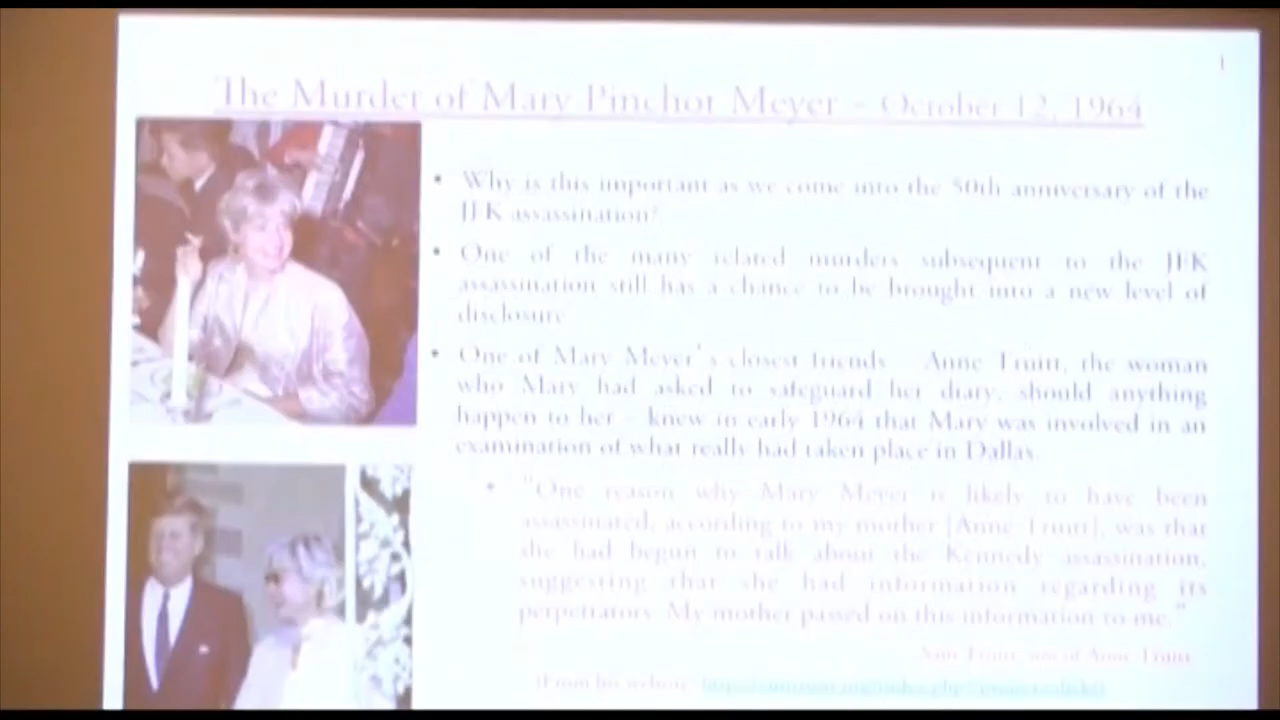 1
The Murder of Mary Pinchot Meyer – October 12, 1964
• Why is this important as we come into the 50th anniversary of the
JFK assassination?
• One of the many related murders subsequent to the JFK
assassination still has a chance to be brought into a new level of
disclosure
• One of Mary Meyer's closest friends Anne Truitt, the woman
who Mary had asked to safeguard her diary, should anything
happen to her – knew in early 1964 that Mary was involved in an
examination of what really had taken place in Dallas.
• "One reason why Mary Meyer is likely to have been
assassinated, according to my mother [Anne Truitt], was that
she had begun to talk about the Kennedy assassination,
suggesting that she had information regarding its
perpetrators. My mother passed on this information to me."
son of Anne Truitt
(From his website